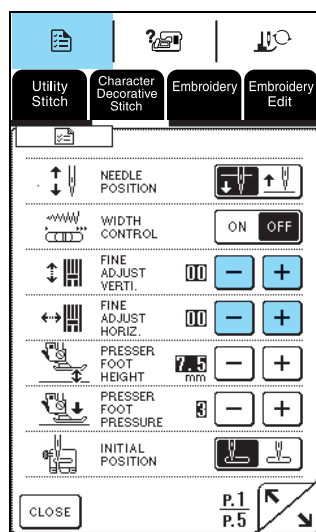 ?
Utility
Stitch
Character
Decorative
Stitch
Embroidery
Embroidery
Edit
NEEDLE
POSITION
WIDTH
CONTROL
ON OFF
FINE
ADJUST
VERTI.
00 − +
FINE
ADJUST
HORIZ.
00 − +
PRESSER
FOOT
HEIGHT
7.5
mm
− +
PRESSER
FOOT
PRESSURE
3 − +
INITIAL
POSITION
CLOSE
P.1
P.5